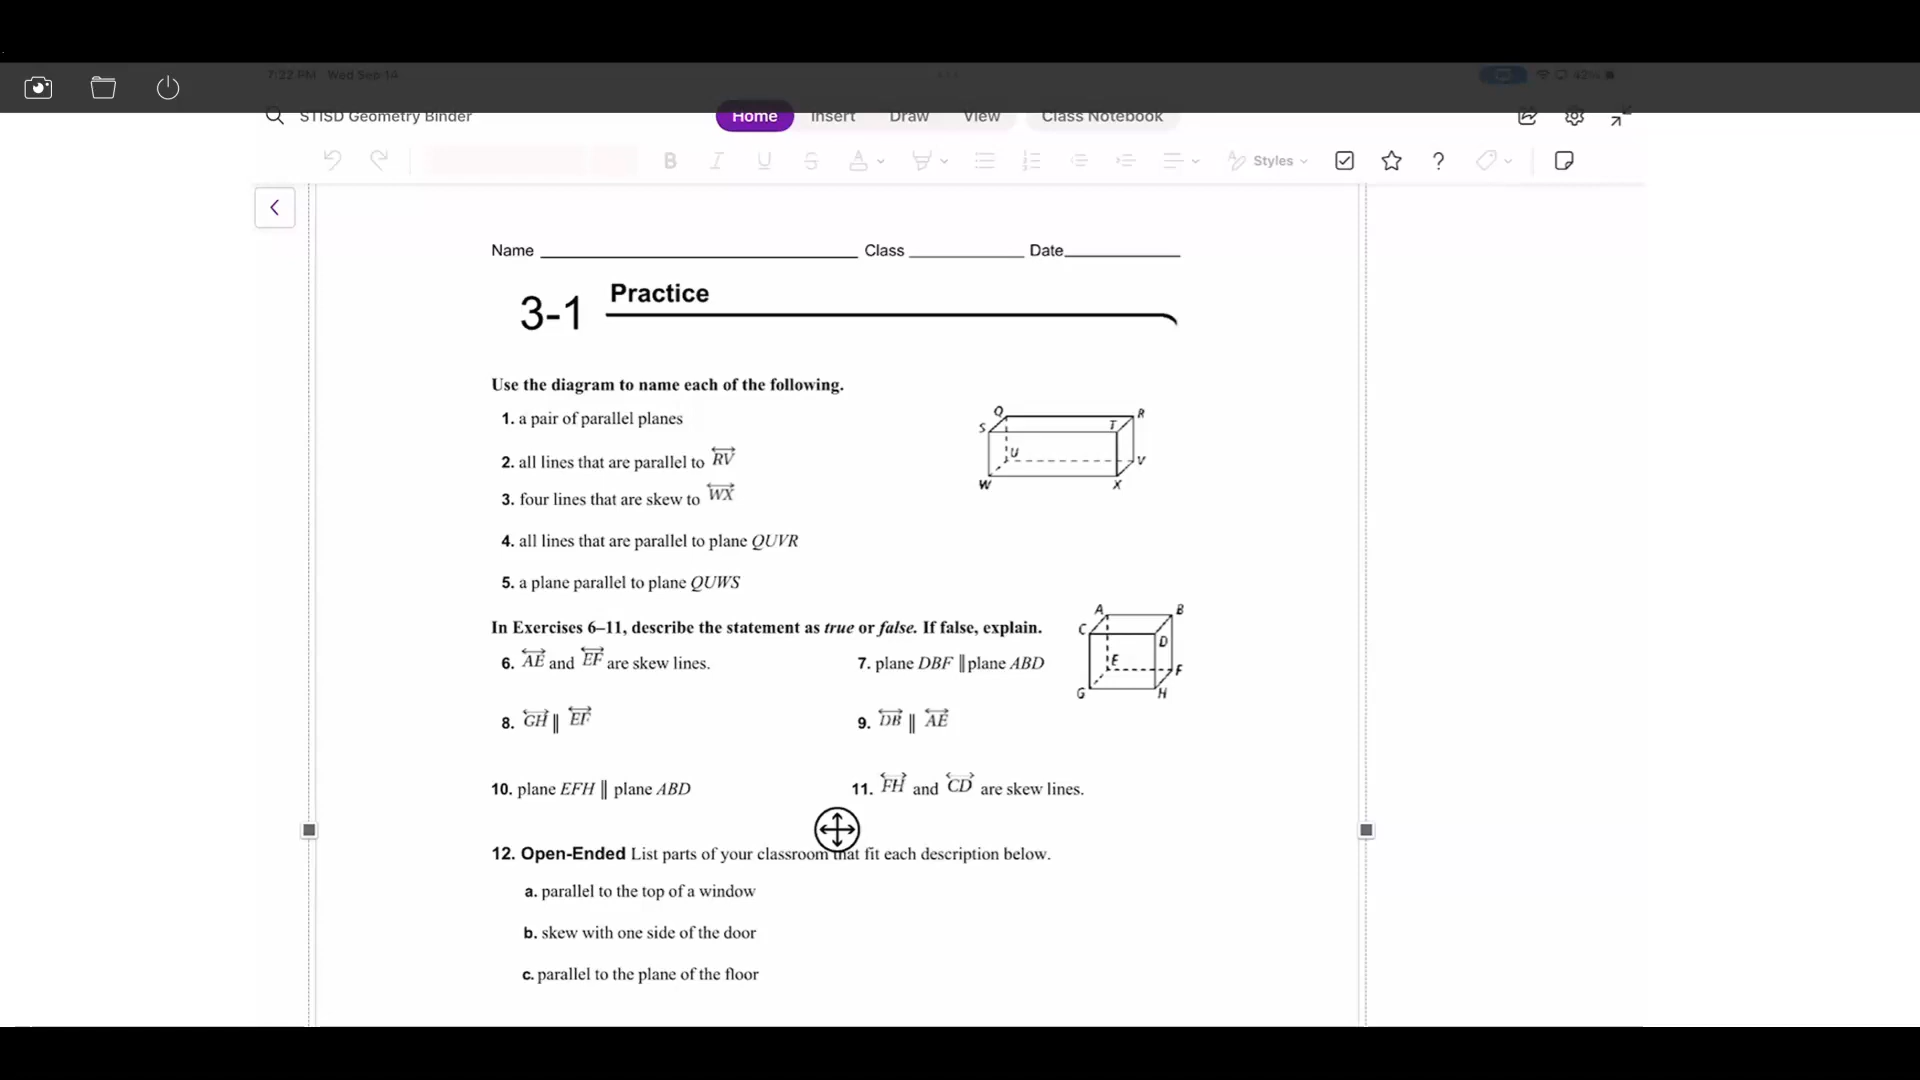 7:22 PM Wed Sep 14
42%
STISD Geometry Binder
Home Insert Draw View Class Notebook
B I U S A Styles ?
Name Class Date
3-1 Practice
Use the diagram to name each of the following.
1. a pair of parallel planes
2. all lines that are parallel to RV
3. four lines that are skew to WX
4. all lines that are parallel to plane QUVR
5. a plane parallel to plane QUWS
Q R
S T
U V
W X
In Exercises 6–11, describe the statement as true or false. If false, explain.
6. AE and EF are skew lines.
7. plane DBF ∥ plane ABD
A B
C D
E F
G H
8. GH ∥ EF
9. DB ∥ AE
10. plane EFH ∥ plane ABD
11. FH and CD are skew lines.
12. Open-Ended List parts of your classroom that fit each description below.
a. parallel to the top of a window
b. skew with one side of the door
c. parallel to the plane of the floor